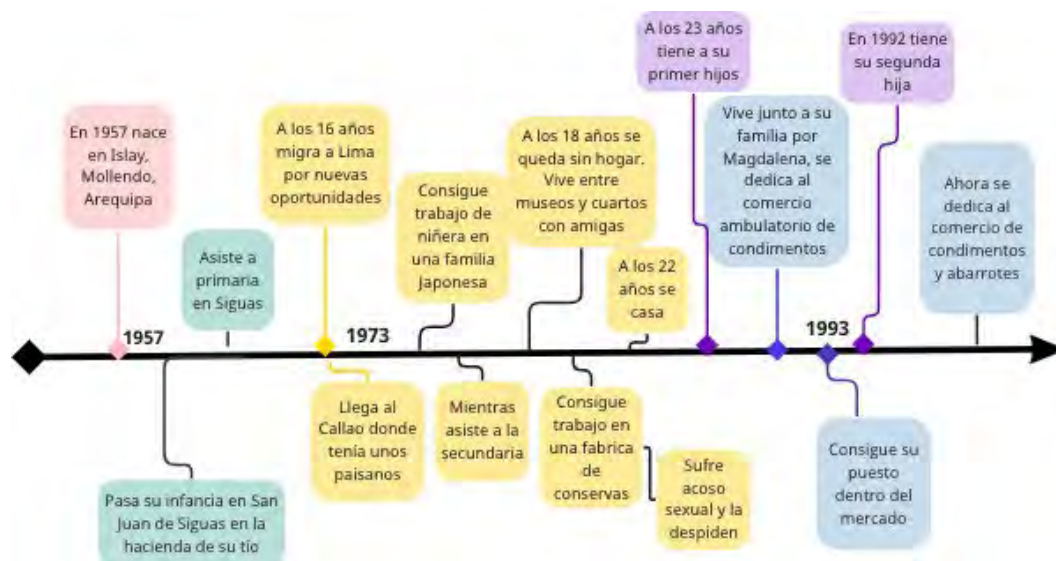 En 1957 nace
en Islay,
Mollendo,
Arequipa
1957
Pasa su infancia en San
Juan de Siguas en la
hacienda de su tío
Asiste a
primaria
en Siguas
A los 16 años
migra a Lima
por nuevas
oportunidades
1973
Llega al
Callao donde
tenía unos
paisanos
Consigue
trabajo de
niñera en
una familia
Japonesa
Mientras
asiste a la
secundaria
A los 18 años se
queda sin hogar.
Vive entre
museos y cuartos
con amigas
Consigue
trabajo en
una fabrica
de
conservas
Sufre
acoso
sexual y la
despiden
A los 22
años se
casa
A los 23 años
tiene a su
primer hijos
Vive junto a su
familia por
Magdalena, se
dedica al
comercio
ambulatorio de
condimentos
1993
Consigue su
puesto
dentro del
mercado
En 1992 tiene
su segunda
hija
Ahora se
dedica al
comercio de
condimentos
y abarrotes